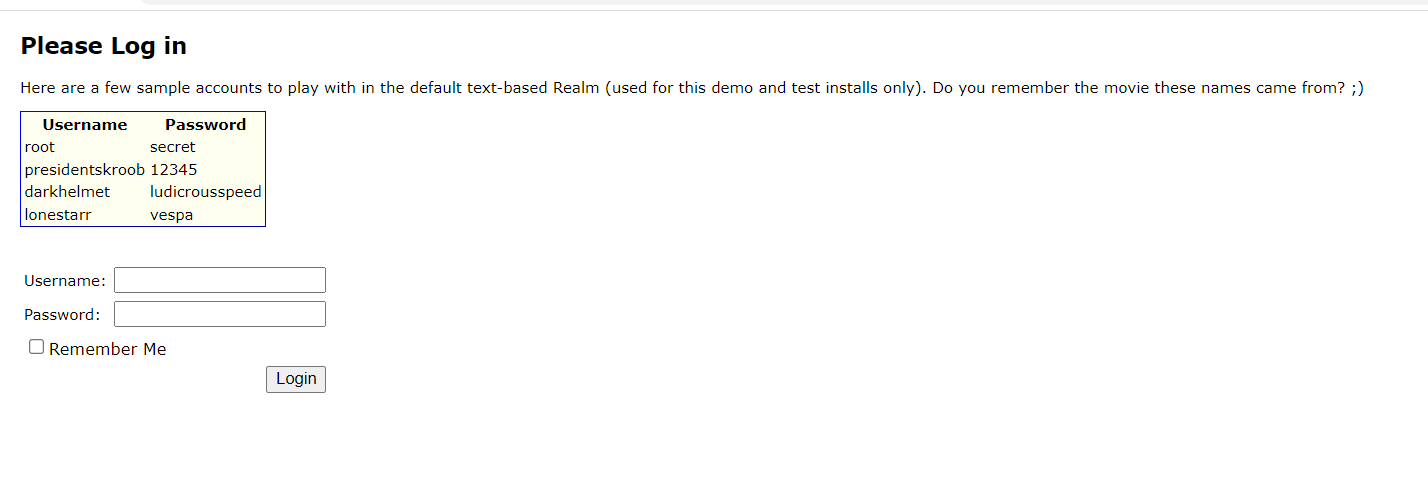 Please Log in
Here are a few sample accounts to play with in the default text-based Realm (used for this demo and test installs only). Do you remember the movie these names came from? ;)
Username Password
root secret
presidentskroob 12345
darkhelmet ludicrousspeed
lonestarr vespa
Username:
Password:
Remember Me
Login